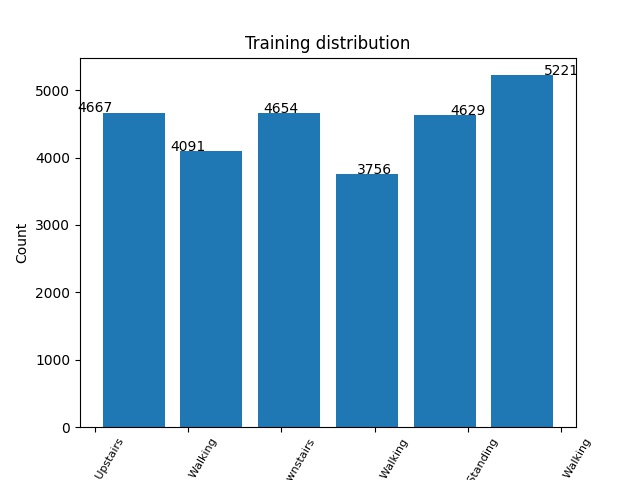 Training distribution
Count
5000
4000
3000
2000
1000
0
4667
4091
4654
3756
4629
5221
Upstairs
Walking
wnstairs
Walking
Standing
Walking